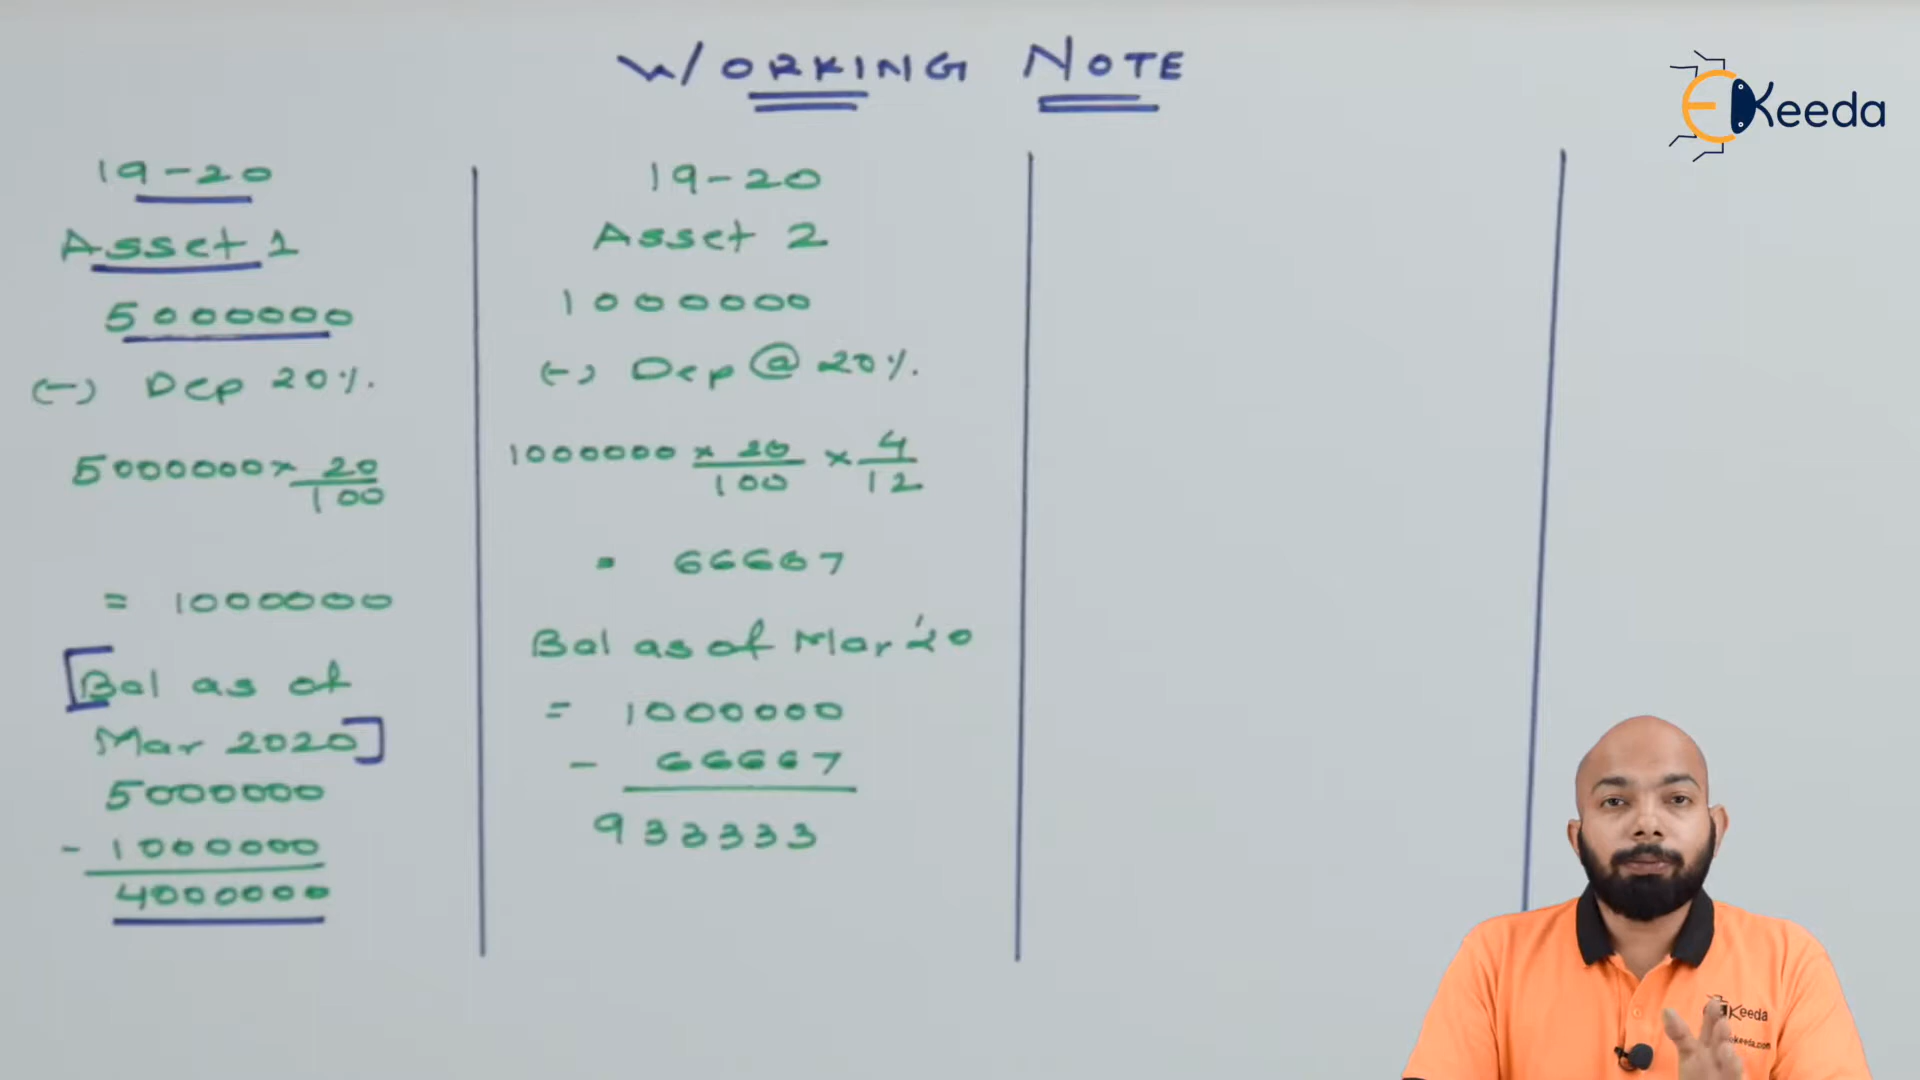 WORKING NOTE
EKeeda
19-20
Asset 1
5000000
(-) Dep 20%.
5000000 × 20/100
= 1000000
[Bal as of
Mar 2020]
5000000
- 1000000
4000000
19-20
Asset 2
1000000
(-) Dep @ 20%.
1000000 × 20/100 × 4/12
= 66667
Bal as of Mar'20
= 1000000
- 66667
933333
Keeda